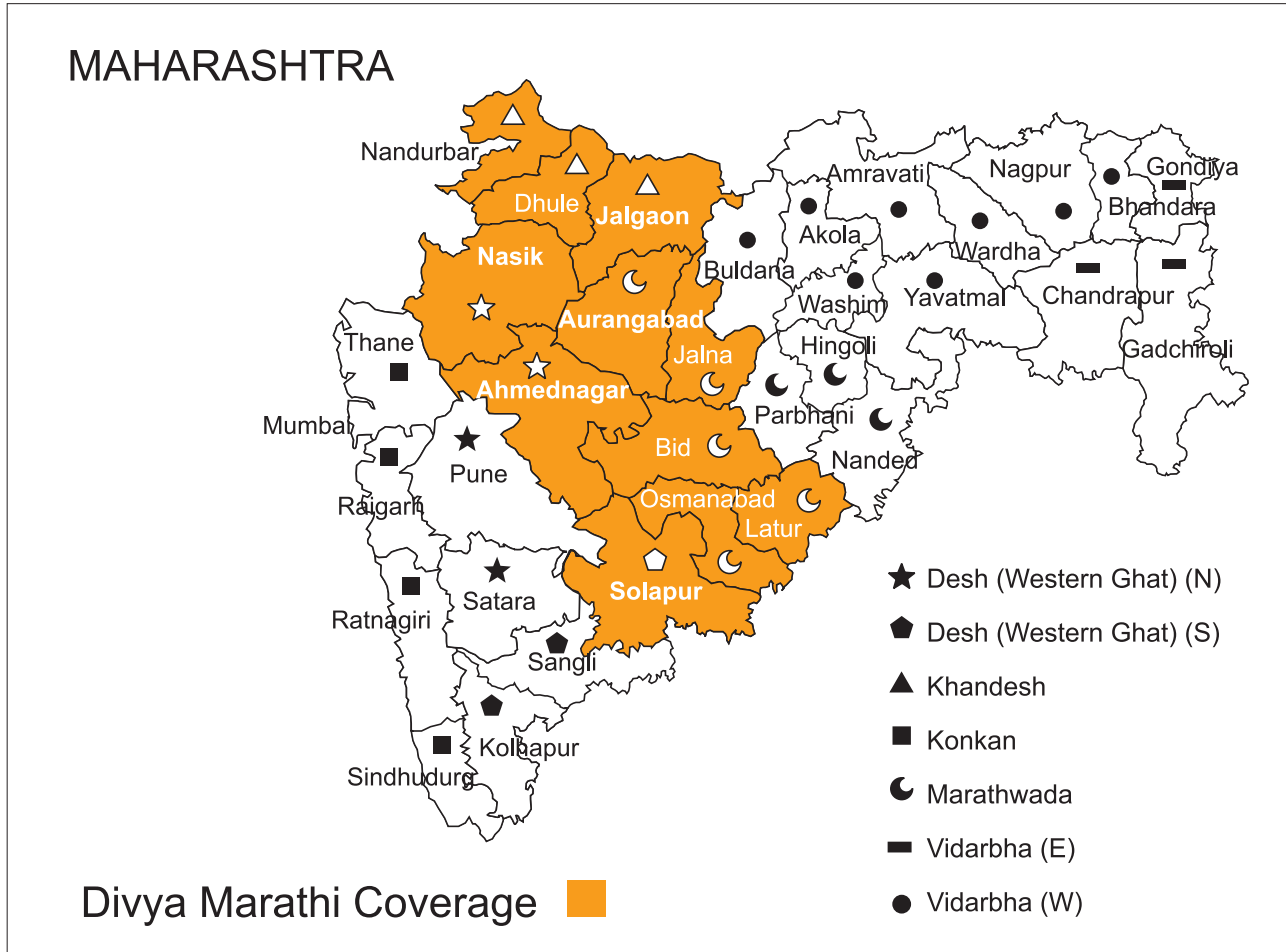 MAHARASHTRA
Nandurbar
Dhule
Jalgaon
Nasik
Aurangabad
Jalna
Ahmednagar
Buldana
Akola
Amravati
Nagpur
Gondiya
Bhandara
Wardha
Washim
Yavatmal
Chandrapur
Gadchiroli
Hingoli
Parbhani
Nanded
Thane
Mumbai
Raigarh
Pune
Bid
Osmanabad
Latur
Solapur
Satara
Ratnagiri
Sangli
Kolhapur
Sindhudurg
Desh (Western Ghat) (N)
Desh (Western Ghat) (S)
Khandesh
Konkan
Marathwada
Vidarbha (E)
Vidarbha (W)
Divya Marathi Coverage